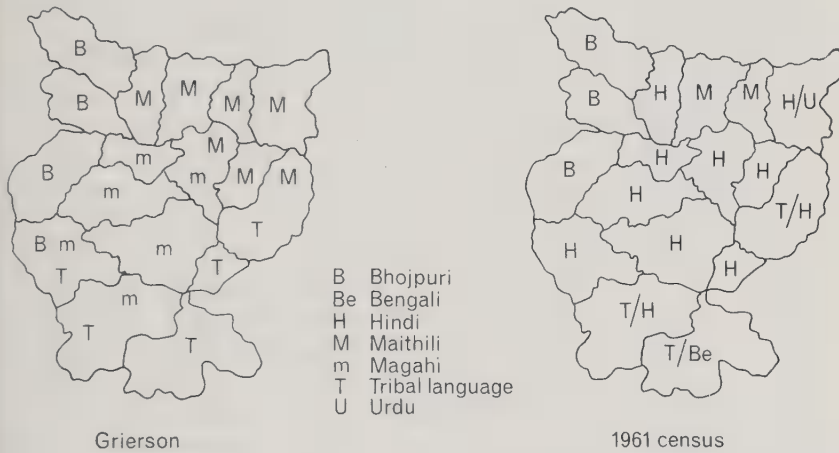 B
B
M
M
M
M
B
m
M
m
m
M
M
B m
T
m
T
T
m
T
T
B
B
H
M
M
H/U
B
H
H
H
H
T/H
H
H
H
T/H
T/Be
B Bhojpuri
Be Bengali
H Hindi
M Maithili
m Magahi
T Tribal language
U Urdu
Grierson
1961 census